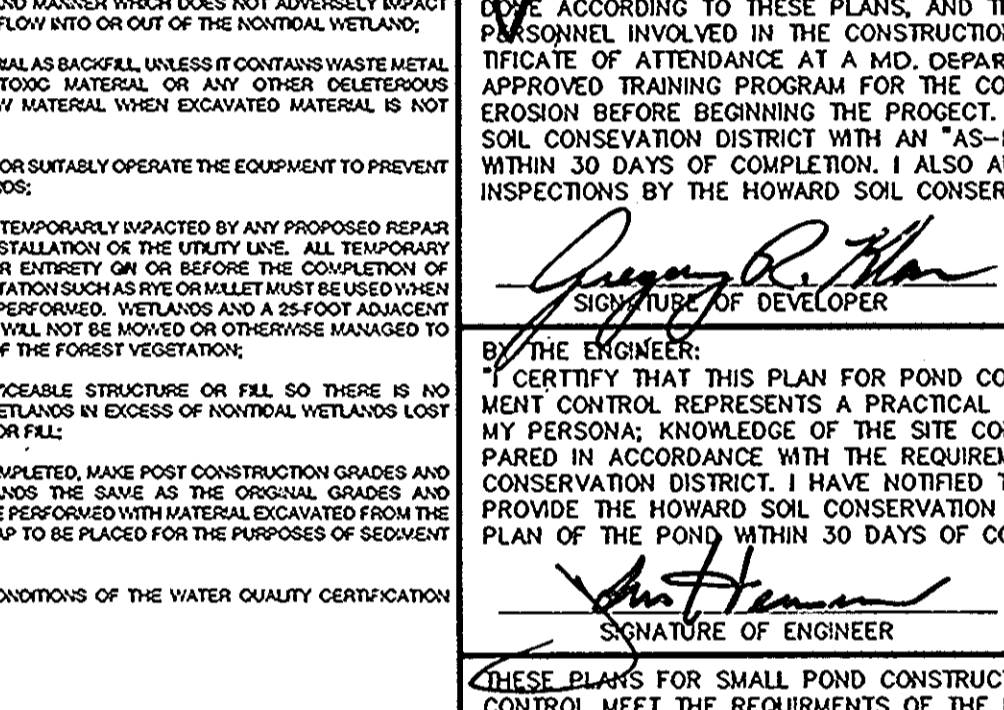 AND MANNER WHICH DOES NOT ADVERSELY IMPACT
FLOW INTO OR OUT OF THE NONTIDAL WETLAND;
AS BACKFILL, UNLESS IT CONTAINS WASTE METAL
TOXIC MATERIAL OR ANY OTHER DELETERIOUS
MATERIAL WHEN EXCAVATED MATERIAL IS NOT
OR SUITABLY OPERATE THE EQUIPMENT TO PREVENT
TEMPORARILY IMPACTED BY ANY PROPOSED REPAIR
STALLATION OF THE UTILITY LINE. ALL TEMPORARY
R ENTIRETY ON OR BEFORE THE COMPLETION OF
TATION SUCH AS RYE OR MILLET MUST BE USED WHEN
PERFORMED. WETLANDS AND A 25-FOOT ADJACENT
WILL NOT BE MOWED OR OTHERWISE MANAGED TO
F THE FOREST VEGETATION;
ICEABLE STRUCTURE OR FILL SO THERE IS NO
ETLANDS IN EXCESS OF NONTIDAL WETLANDS LOST
OR FILL;
MPLETED, MAKE POST CONSTRUCTION GRADES AND
ANDS THE SAME AS THE ORIGINAL GRADES AND
E PERFORMED WITH MATERIAL EXCAVATED FROM THE
AP TO BE PLACED FOR THE PURPOSES OF SEDIMENT
ONDITIONS OF THE WATER QUALITY CERTIFICATION
DONE ACCORDING TO THESE PLANS, AND TH
PERSONNEL INVOLVED IN THE CONSTRUCTION
TIFICATE OF ATTENDANCE AT A MD. DEPAR
APPROVED TRAINING PROGRAM FOR THE CO
EROSION BEFORE BEGINNING THE PROGECT.
SOIL CONSEVATION DISTRICT WITH AN "AS-
WITHIN 30 DAYS OF COMPLETION. I ALSO A
INSPECTIONS BY THE HOWARD SOIL CONSER
Gregory R.
SIGNATURE OF DEVELOPER
BY THE ENGINEER:
"I CERTTIFY THAT THIS PLAN FOR POND CO
MENT CONTROL REPRESENTS A PRACTICAL
MY PERSONA; KNOWLEDGE OF THE SITE CO
PARED IN ACCORDANCE WITH THE REQUIREM
CONSERVATION DISTRICT. I HAVE NOTIFIED T
PROVIDE THE HOWARD SOIL CONSERVATION
PLAN OF THE POND WITHIN 30 DAYS OF CO
SIGNATURE OF ENGINEER
THESE PLANS FOR SMALL POND CONSTRUCT
CONTROL MEET THE REQUIRMENTS OF THE